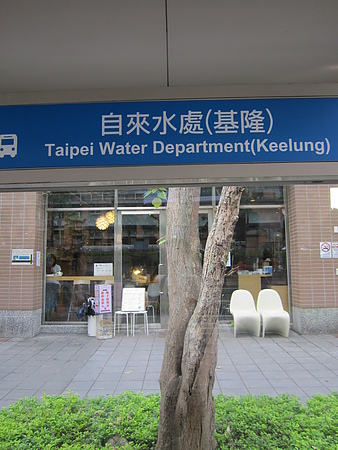 自來水處(基隆)
Taipei Water Department(Keelung)